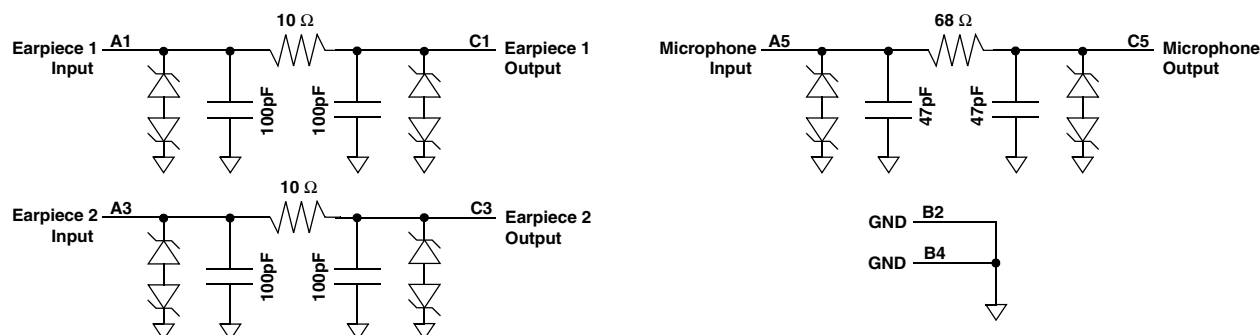 10 Ω
Earpiece 1 A1 C1 Earpiece 1
Input Output
100pF 100pF
68 Ω
Microphone A5 C5 Microphone
Input Output
47pF 47pF
10 Ω
Earpiece 2 A3 C3 Earpiece 2
Input Output
100pF 100pF
GND B2
GND B4